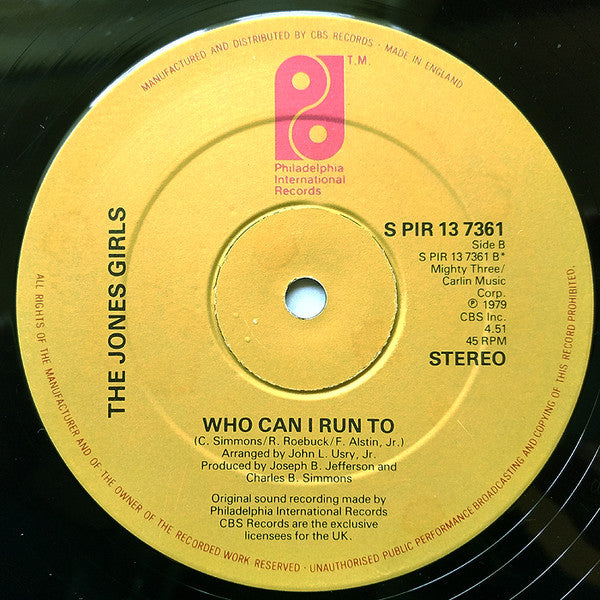 MANUFACTURED AND DISTRIBUTED BY CBS RECORDS · MADE IN ENGLAND
T.M.
Philadelphia
International
Records
THE JONES GIRLS
S PIR 13 7361
Side B
S PIR 13 7361 B*
Mighty Three/
Carlin Music
Corp.
℗ 1979
CBS Inc.
4.51
45 RPM
STEREO
WHO CAN I RUN TO
(C. Simmons/R. Roebuck/F. Alstin, Jr.)
Arranged by John L. Usry, Jr.
Produced by Joseph B. Jefferson and
Charles B. Simmons
Original sound recording made by
Philadelphia International Records
CBS Records are the exclusive
licensees for the UK.
ALL RIGHTS OF THE MANUFACTURER AND OF THE OWNER OF THE RECORDED WORK RESERVED · UNAUTHORISED PUBLIC PERFORMANCE BROADCASTING AND COPYING OF THIS RECORD PROHIBITED.